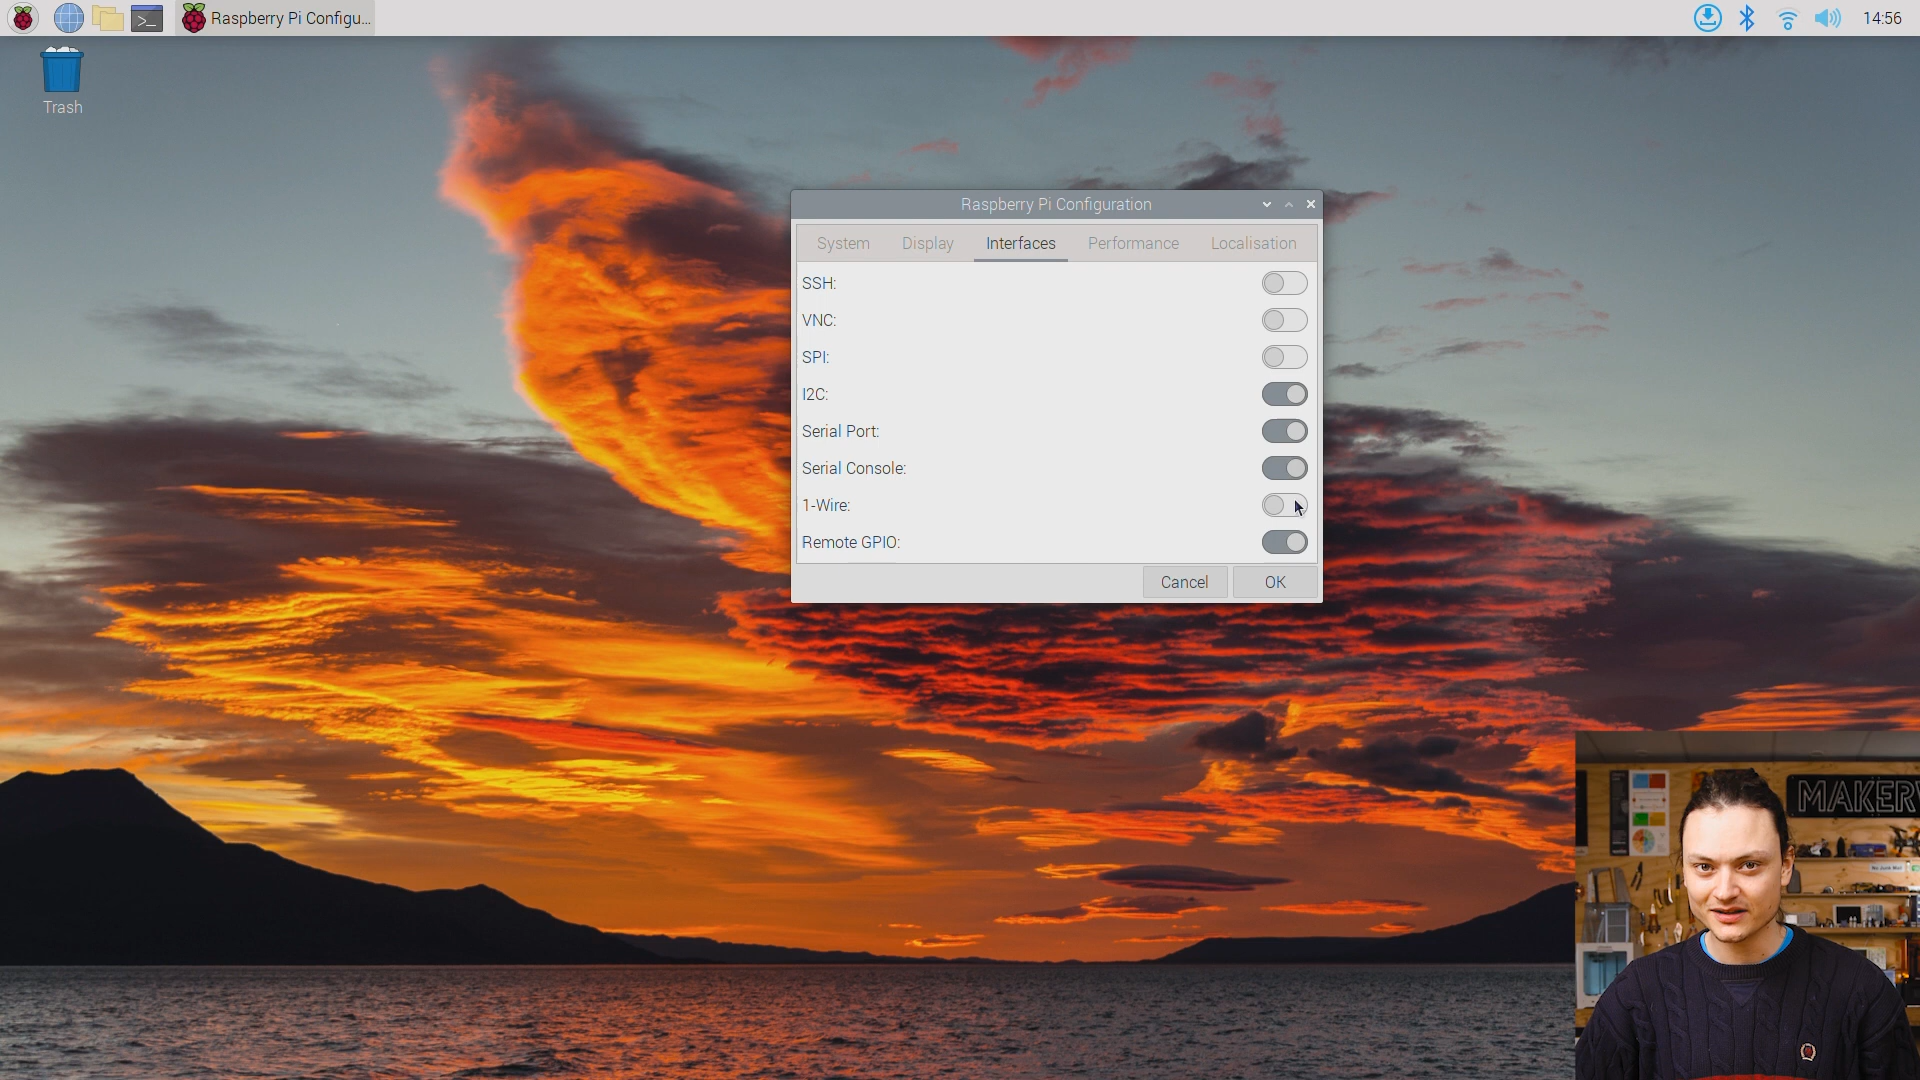 Raspberry Pi Configu...
14:56
Trash
Raspberry Pi Configuration
System Display Interfaces Performance Localisation
SSH:
VNC:
SPI:
I2C:
Serial Port:
Serial Console:
1-Wire:
Remote GPIO:
Cancel OK
MAKERV